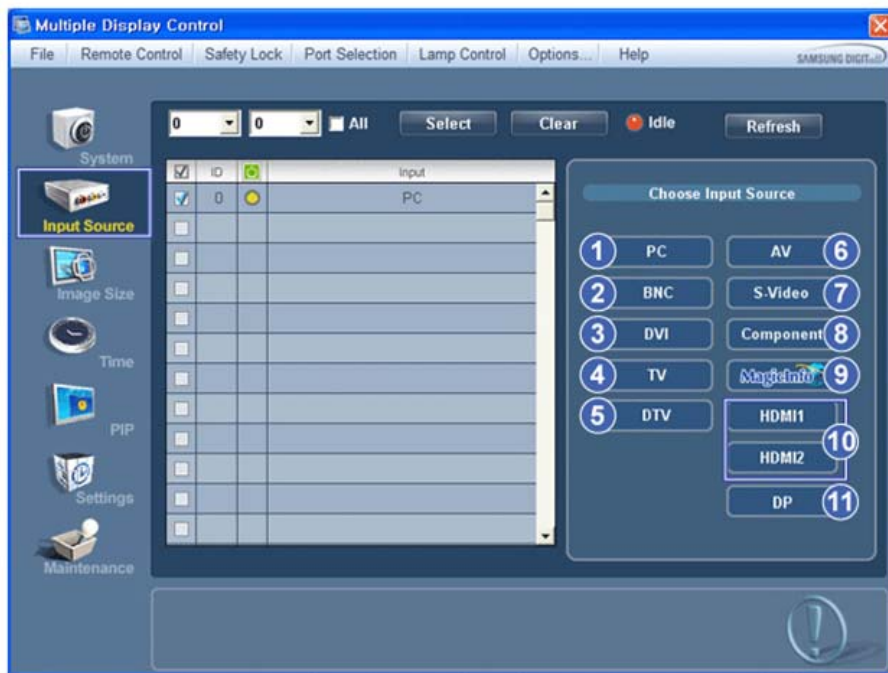 Multiple Display Control
File Remote Control Safety Lock Port Selection Lamp Control Options... Help
SAMSUNG DIGITall
0 0 All Select Clear Idle Refresh
System
ID Input
0 PC
Input Source
Image Size
Time
PIP
Settings
Maintenance
Choose Input Source
1 PC AV 6
2 BNC S-Video 7
3 DVI Component 8
4 TV MagicInfo 9
5 DTV HDMI1
10
HDMI2
DP 11